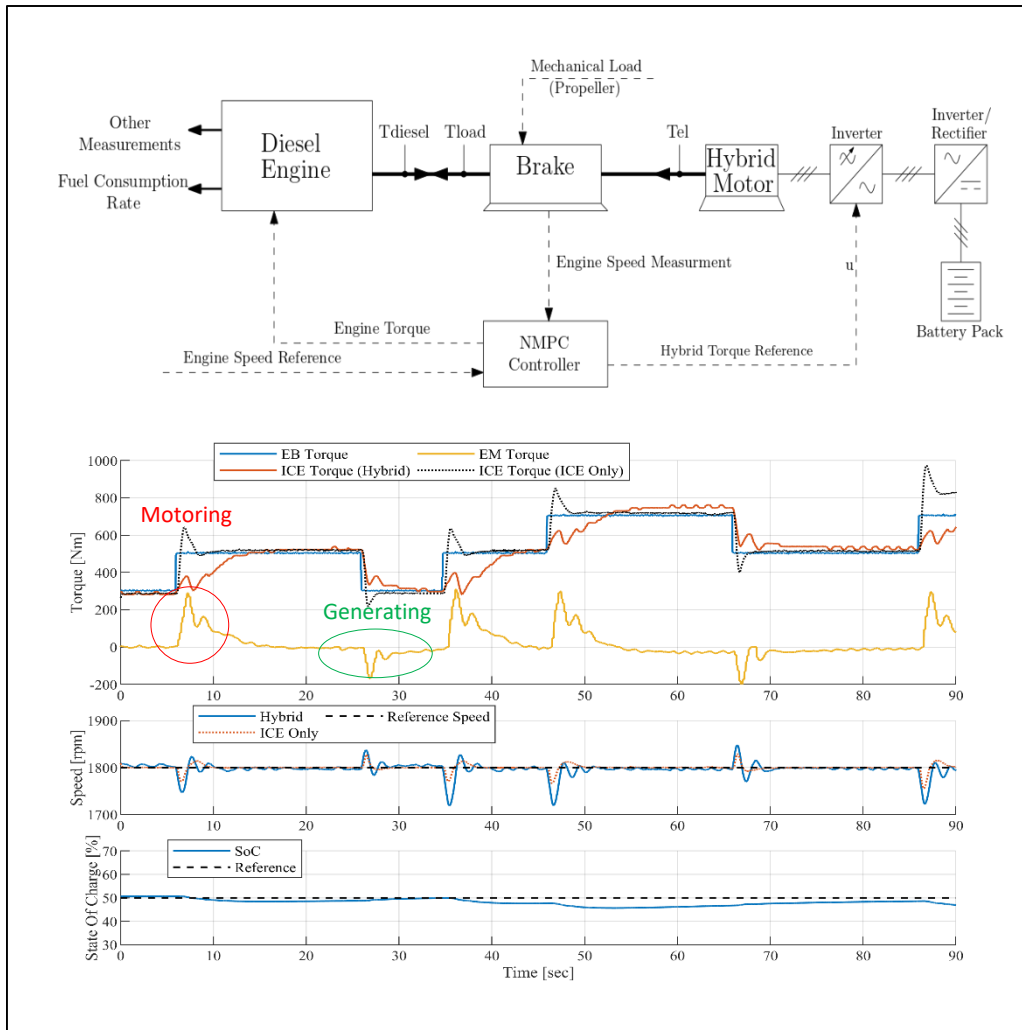 Mechanical Load
(Propeller)
Other
Measurements
Fuel Consumption
Rate
Diesel
Engine
Tdiesel
Tload
Brake
Tel
Hybrid
Motor
Inverter
Inverter/
Rectifier
Engine Speed Measurment
u
Battery Pack
Engine Torque
Engine Speed Reference
NMPC
Controller
Hybrid Torque Reference
EB Torque
EM Torque
ICE Torque (Hybrid)
ICE Torque (ICE Only)
Torque [Nm]
1000
800
600
400
200
0
-200
Motoring
Generating
0 10 20 30 40 50 60 70 80 90
Hybrid
Reference Speed
ICE Only
Speed [rpm]
1900
1800
1700
0 10 20 30 40 50 60 70 80 90
SoC
Reference
State Of Charge [%]
70
60
50
40
30
0 10 20 30 40 50 60 70 80 90
Time [sec]